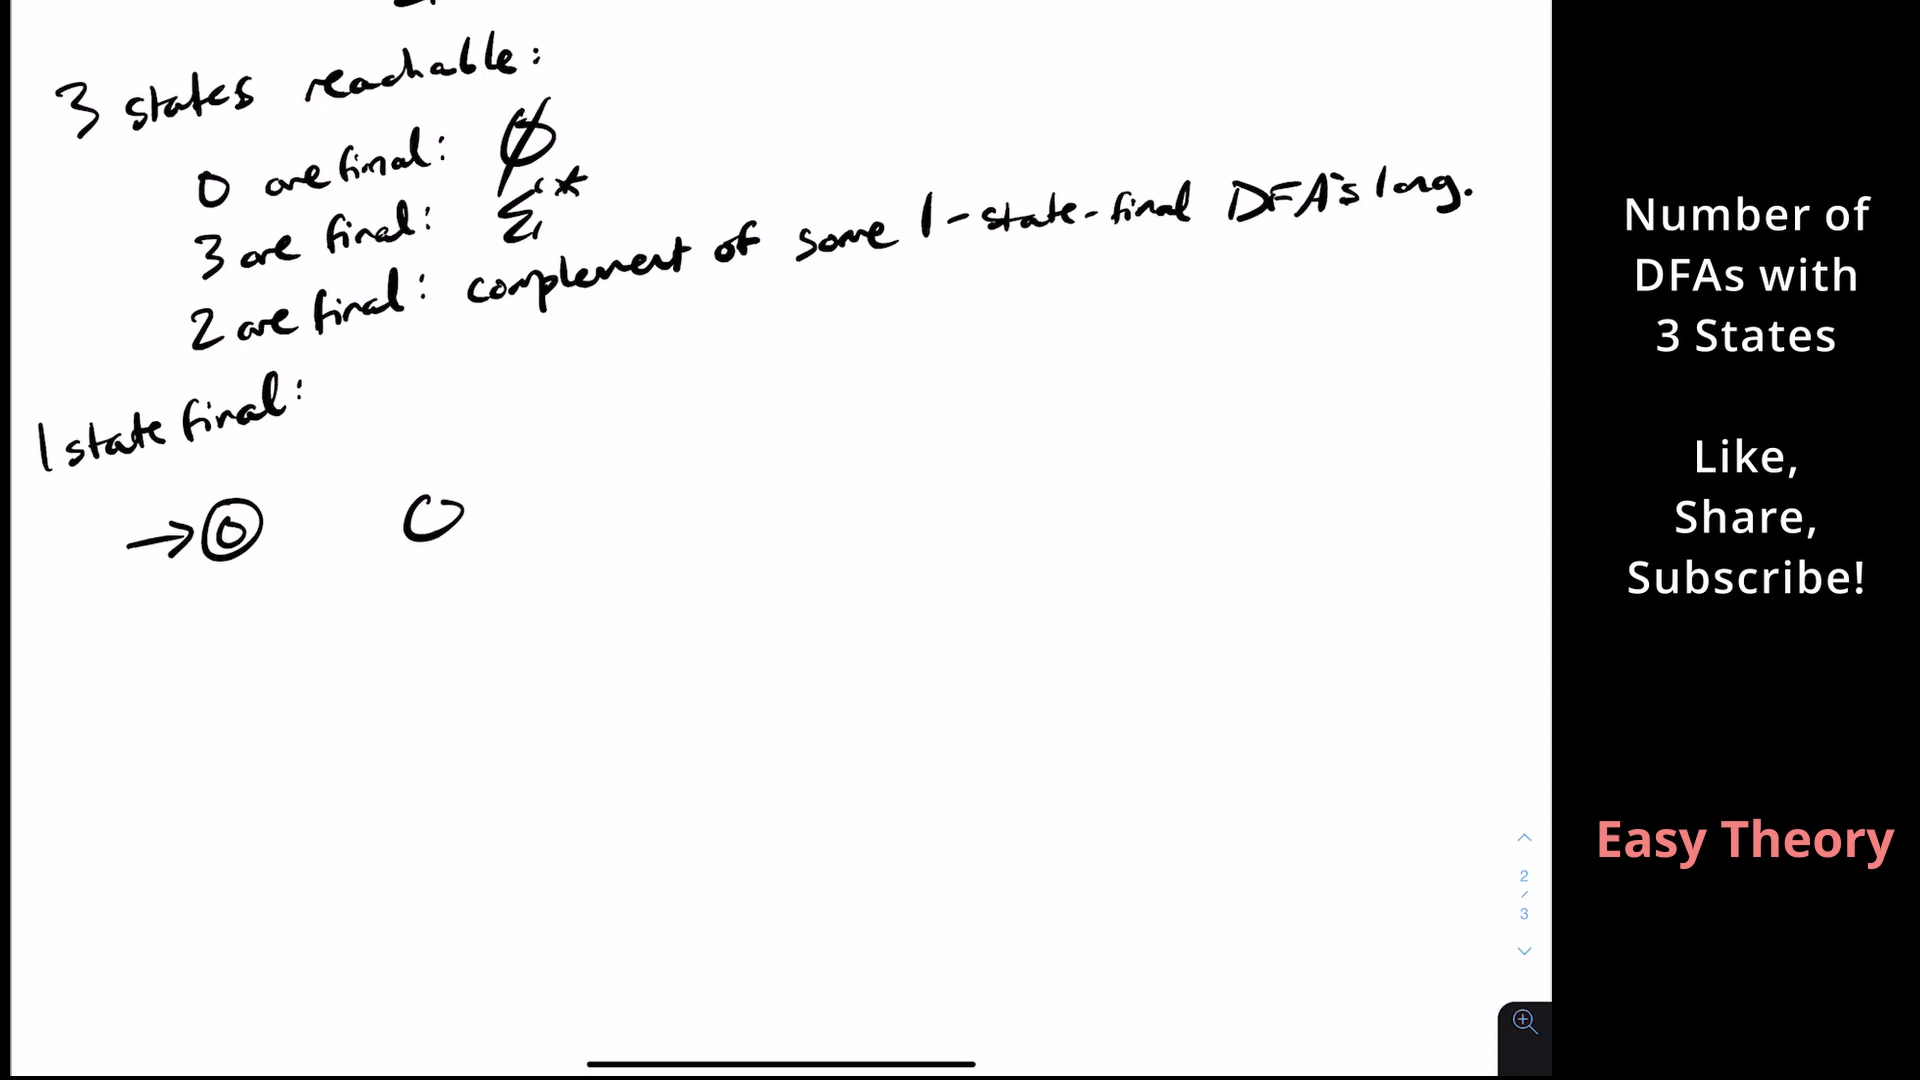 3 states reachable:
0 are final: ∅
3 are final: Σ*
2 are final: complement of some 1-state-final DFA's lang.
1 state final:
Number of
DFAs with
3 States
Like,
Share,
Subscribe!
Easy Theory
2
/
3